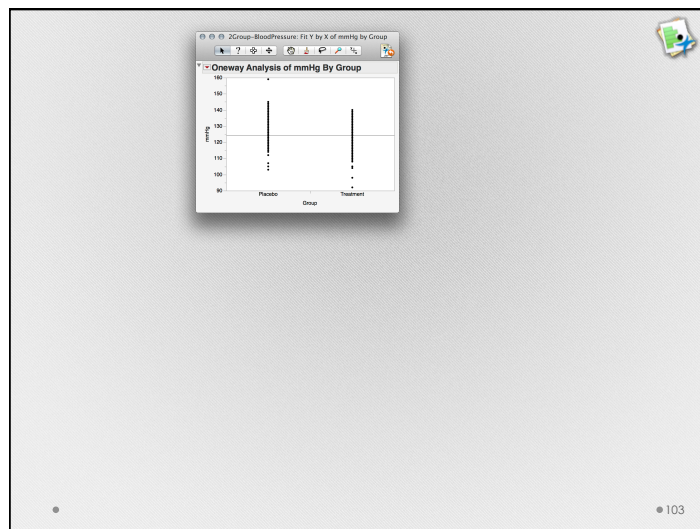 2Group-BloodPressure: Fit Y by X of mmHg by Group
?
Oneway Analysis of mmHg By Group
160
150
140
130
120
110
100
90
mmHg
Placebo Treatment
Group
103